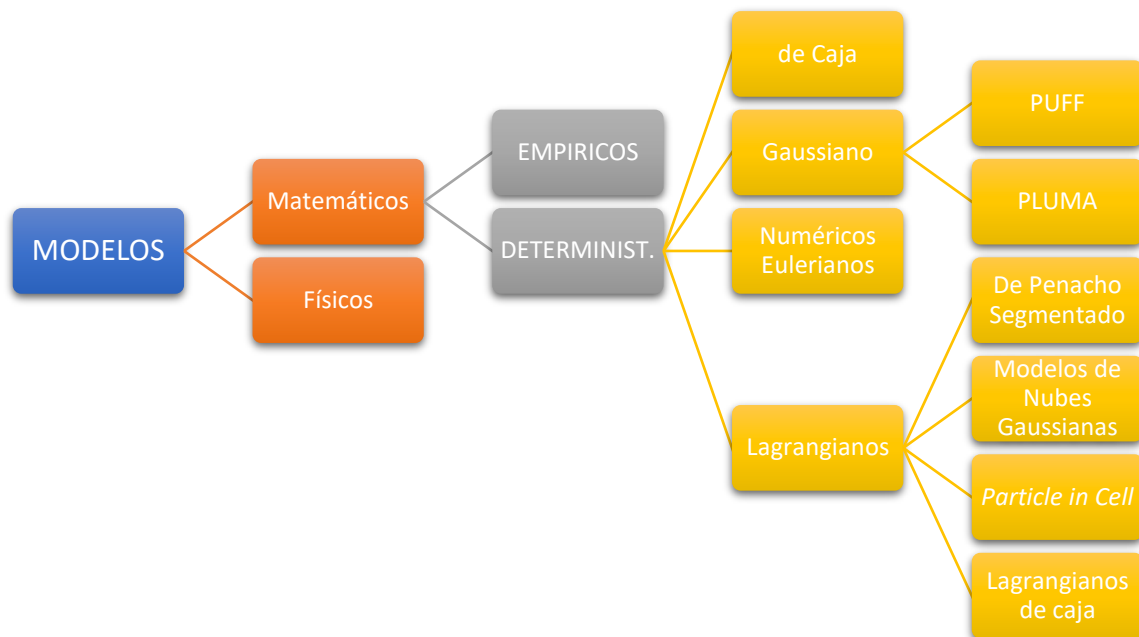 MODELOS
Matemáticos
Físicos
EMPIRICOS
DETERMINIST.
de Caja
Gaussiano
Numéricos
Eulerianos
Lagrangianos
PUFF
PLUMA
De Penacho
Segmentado
Modelos de
Nubes
Gaussianas
Particle in Cell
Lagrangianos
de caja